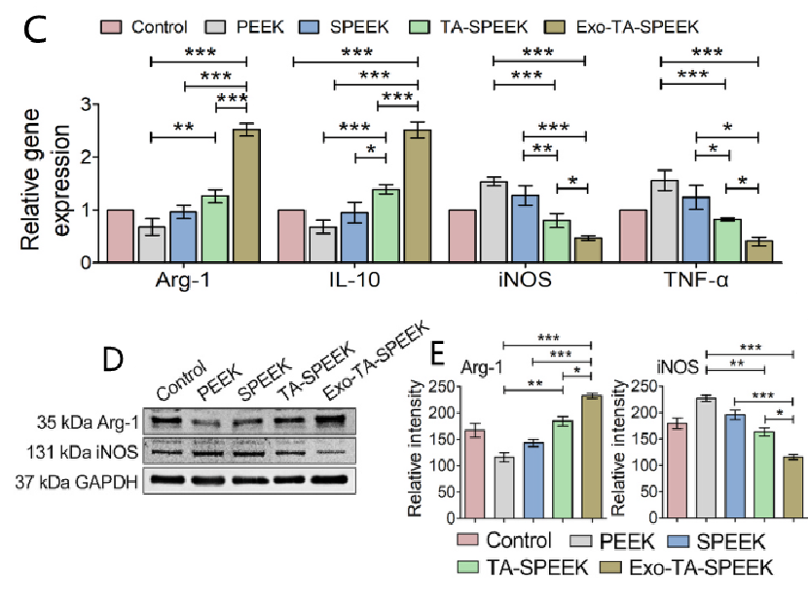 C
Control PEEK SPEEK TA-SPEEK Exo-TA-SPEEK
*** *** *** ***
*** *** *** ***
*** ***
** *** *** *
* ** *
* *
Relative gene
expression
3
2
1
0
Arg-1 IL-10 iNOS TNF-α
D
Control PEEK SPEEK TA-SPEEK Exo-TA-SPEEK
35 kDa Arg-1
131 kDa iNOS
37 kDa GAPDH
E
Arg-1
***
***
*
**
Relative intensity
250
200
150
100
50
0
iNOS
***
**
***
*
Relative intensity
250
200
150
100
50
0
Control PEEK SPEEK
TA-SPEEK Exo-TA-SPEEK